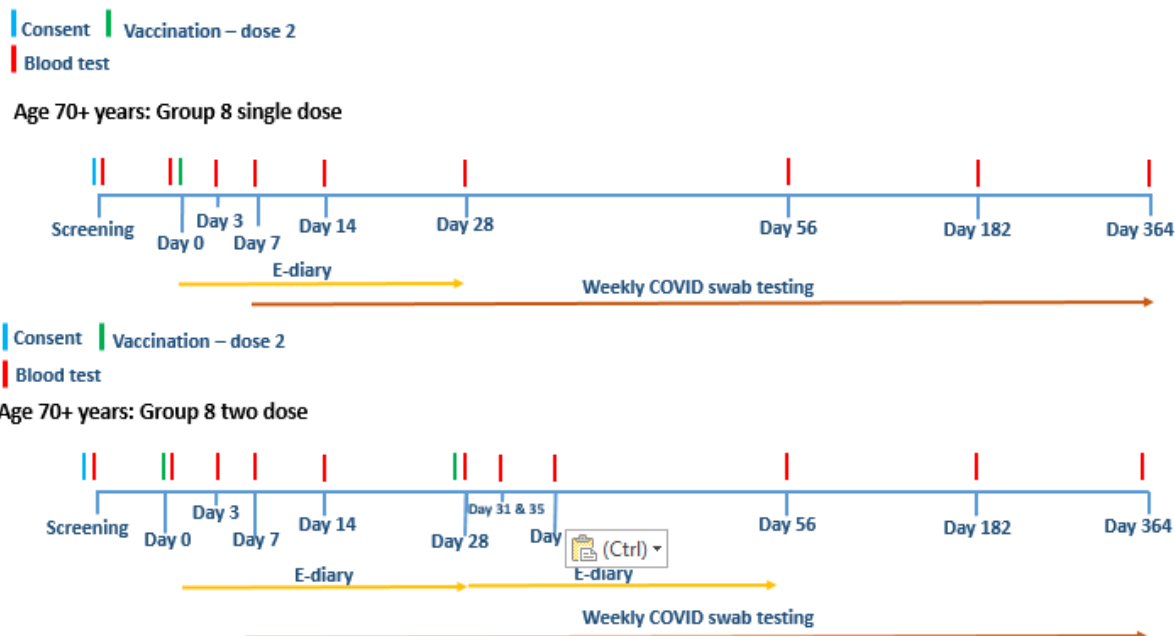 Consent Vaccination – dose 2
Blood test
Age 70+ years: Group 8 single dose
Screening Day 0 Day 3 Day 7 Day 14 Day 28 Day 56 Day 182 Day 364
E-diary
Weekly COVID swab testing
Consent Vaccination – dose 2
Blood test
Age 70+ years: Group 8 two dose
Screening Day 0 Day 3 Day 7 Day 14 Day 28 Day 31 & 35 Day (Ctrl) Day 56 Day 182 Day 364
E-diary E-diary
Weekly COVID swab testing